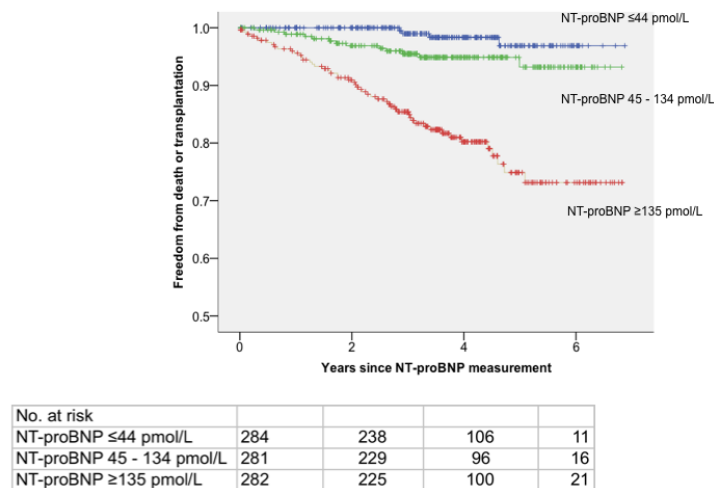 NT-proBNP ≤44 pmol/L
1.0
0.9
NT-proBNP 45 - 134 pmol/L
0.8
0.7
NT-proBNP ≥135 pmol/L
0.6
0.5
Freedom from death or transplantation
0 2 4 6
Years since NT-proBNP measurement
No. at risk
NT-proBNP ≤44 pmol/L 284 238 106 11
NT-proBNP 45 - 134 pmol/L 281 229 96 16
NT-proBNP ≥135 pmol/L 282 225 100 21